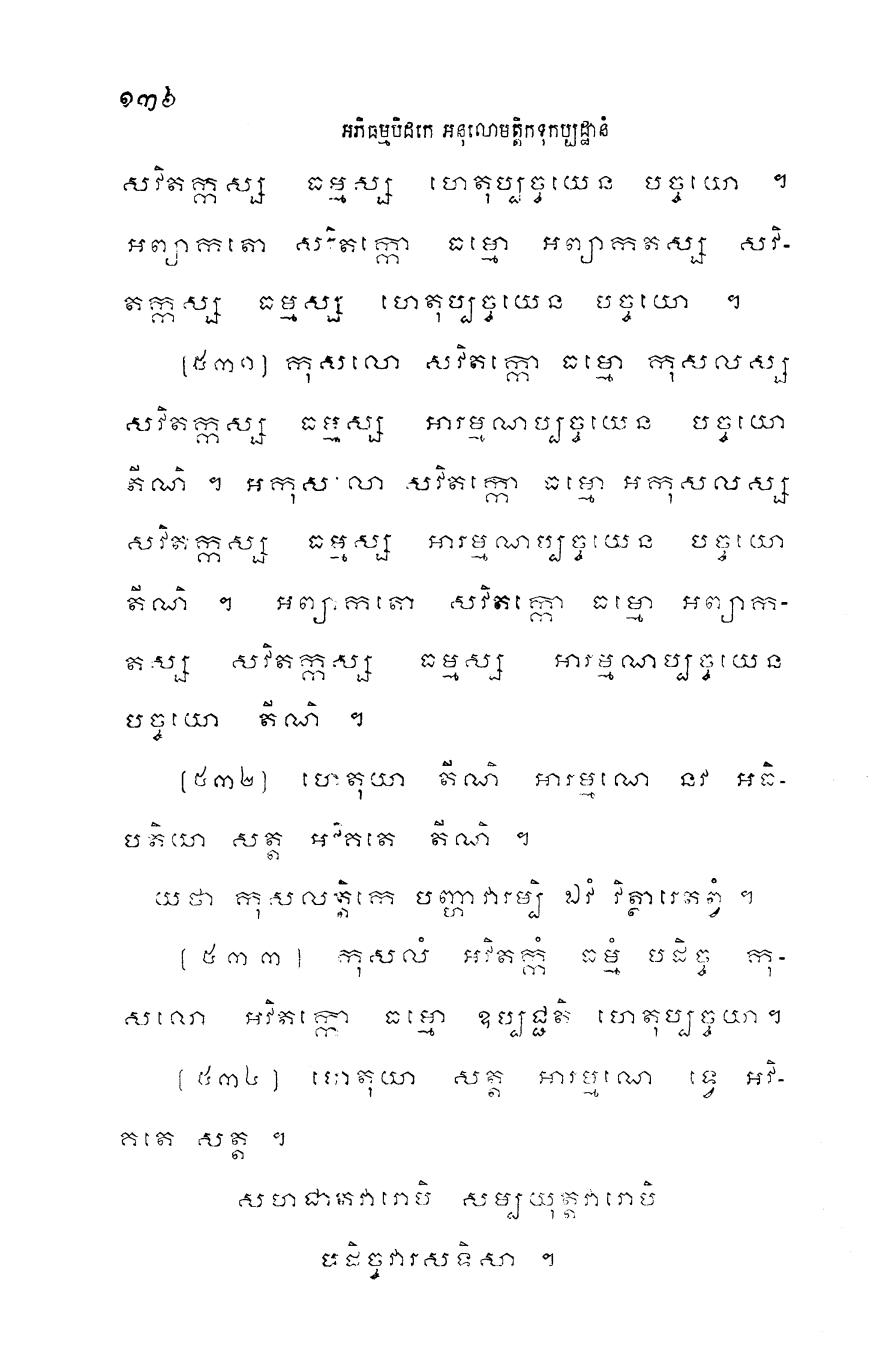 ១៣៦
អភិធម្មបិដកេ អនុលោមត្តិកទុកប្បដ្ឋានំ
សវិតក្កស្ស ធម្មស្ស ហេតុប្បច្ចយេន បច្ចយោ ។
អព្យាកតោ សវិតក្កោ ធម្មោ អព្យាកតស្ស សវិ-
តក្កស្ស ធម្មស្ស ហេតុប្បច្ចយេន បច្ចយោ ។
(៥៣១) កុសលោ សវិតក្កោ ធម្មោ កុសលស្ស
សវិតក្កស្ស ធម្មស្ស អារម្មណប្បច្ចយេន បច្ចយោ
តីណិ ។ អកុសលោ សវិតក្កោ ធម្មោ អកុសលស្ស
សវិតក្កស្ស ធម្មស្ស អារម្មណប្បច្ចយេន បច្ចយោ
តីណិ ។ អព្យាកតោ សវិតក្កោ ធម្មោ អព្យាក-
តស្ស សវិតក្កស្ស ធម្មស្ស អារម្មណប្បច្ចយេន
បច្ចយោ តីណិ ។
(៥៣២) ហេតុយា តីណិ អារម្មណេ នវ អធិ-
បតិយា សត្ត អវិគតេ តីណិ ។
យថា កុសលត្តិកេ បញ្ហាវារម្បិ ឯវំ វិត្ថារេតព្វំ ។
(៥៣៣) កុសលំ អវិតក្កំ ធម្មំ បដិច្ច កុ-
សលោ អវិតក្កោ ធម្មោ ឧប្បជ្ជតិ ហេតុប្បច្ចយា ។
(៥៣៤) ហេតុយា សត្ត អារម្មណេ ទ្វេ អវិ-
គតេ សត្ត ។
សហជាតវារោបិ សម្បយុត្តវារោបិ
បដិច្ចវារសទិសា ។